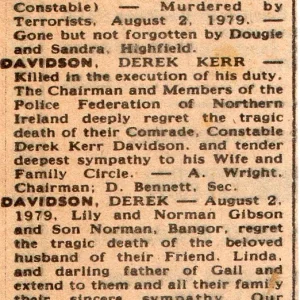 Constable) — Murdered by
Terrorists, August 2, 1979. —
Gone but not forgotten by Dougie
and Sandra, Highfield.
DAVIDSON, DEREK KERR —
Killed in the execution of his duty.
The Chairman and Members of the
Police Federation of Northern
Ireland deeply regret the tragic
death of their Comrade, Constable
Derek Kerr Davidson. and tender
deepest sympathy to his Wife and
Family Circle. — A. Wright,
Chairman; D. Bennett, Sec.
DAVIDSON, DEREK — August 2,
1979, Lily and Norman Gibson
and Son Norman, Bangor, regret
the tragic death of the beloved
husband of their Friend. Linda,
and darling father of Gail and
extend to them and all their family
their sincere sympathy. Our